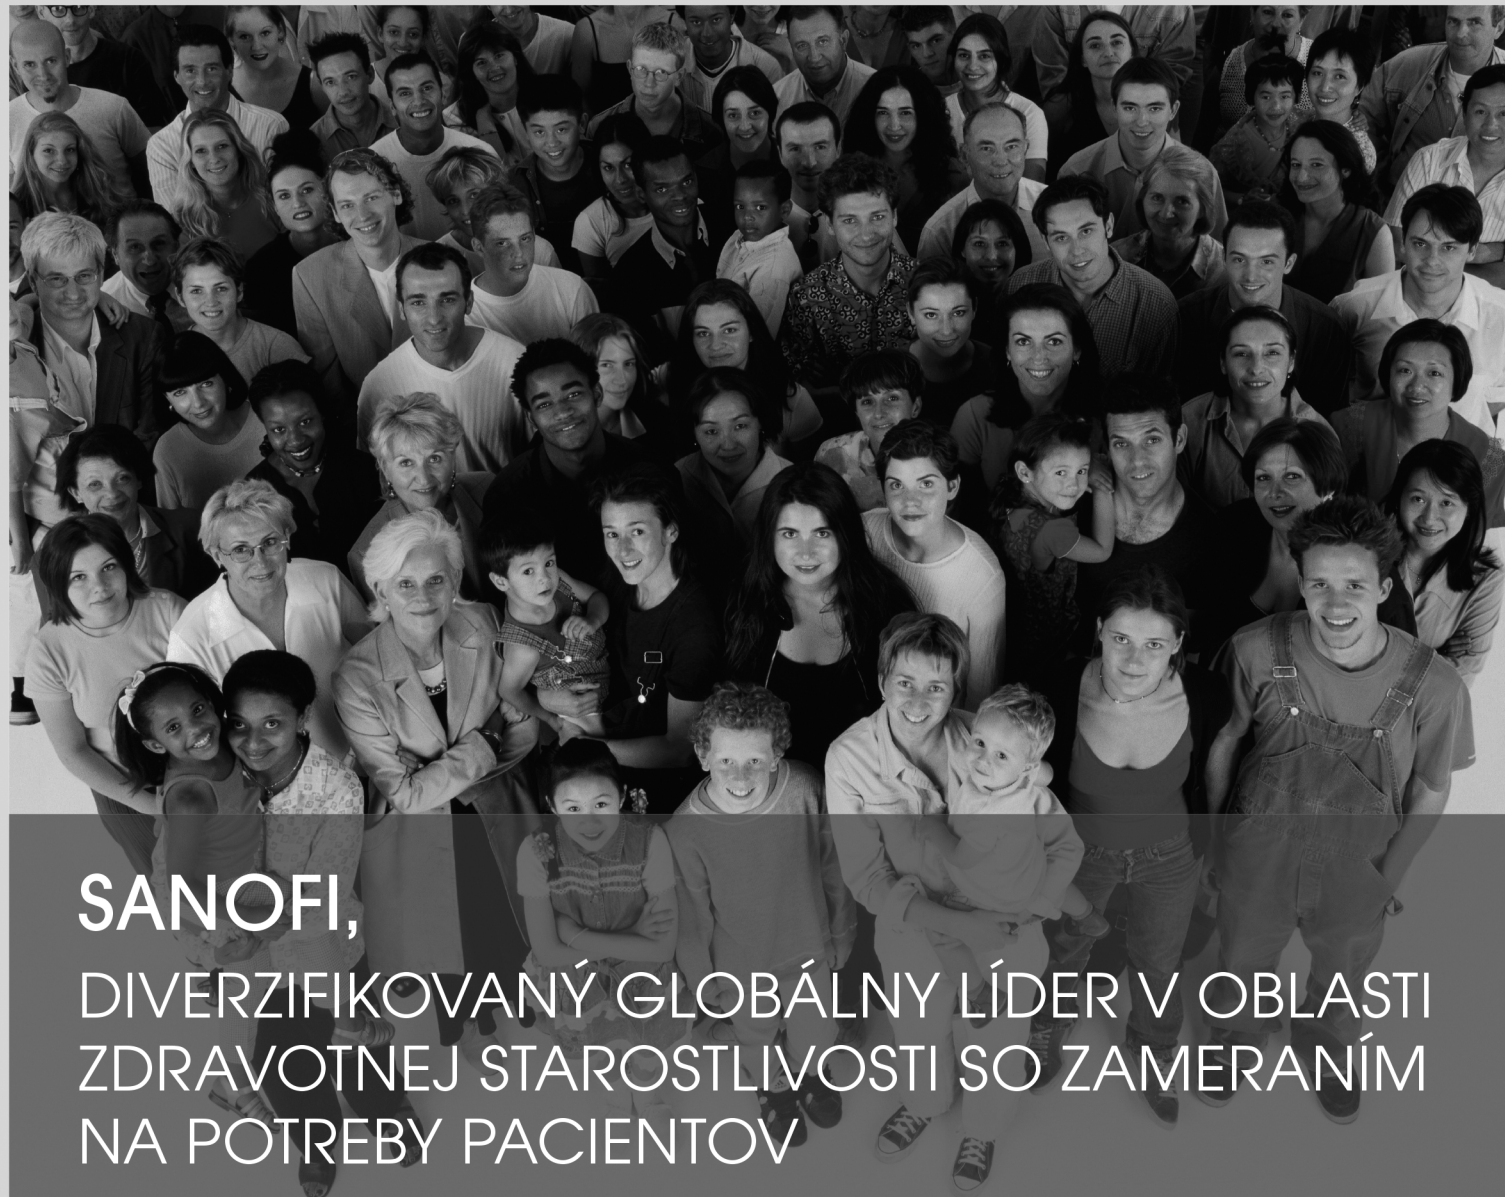 SANOFI,
DIVERZIFIKOVANÝ GLOBÁLNY LÍDER V OBLASTI
ZDRAVOTNEJ STAROSTLIVOSTI SO ZAMERANÍM
NA POTREBY PACIENTOV